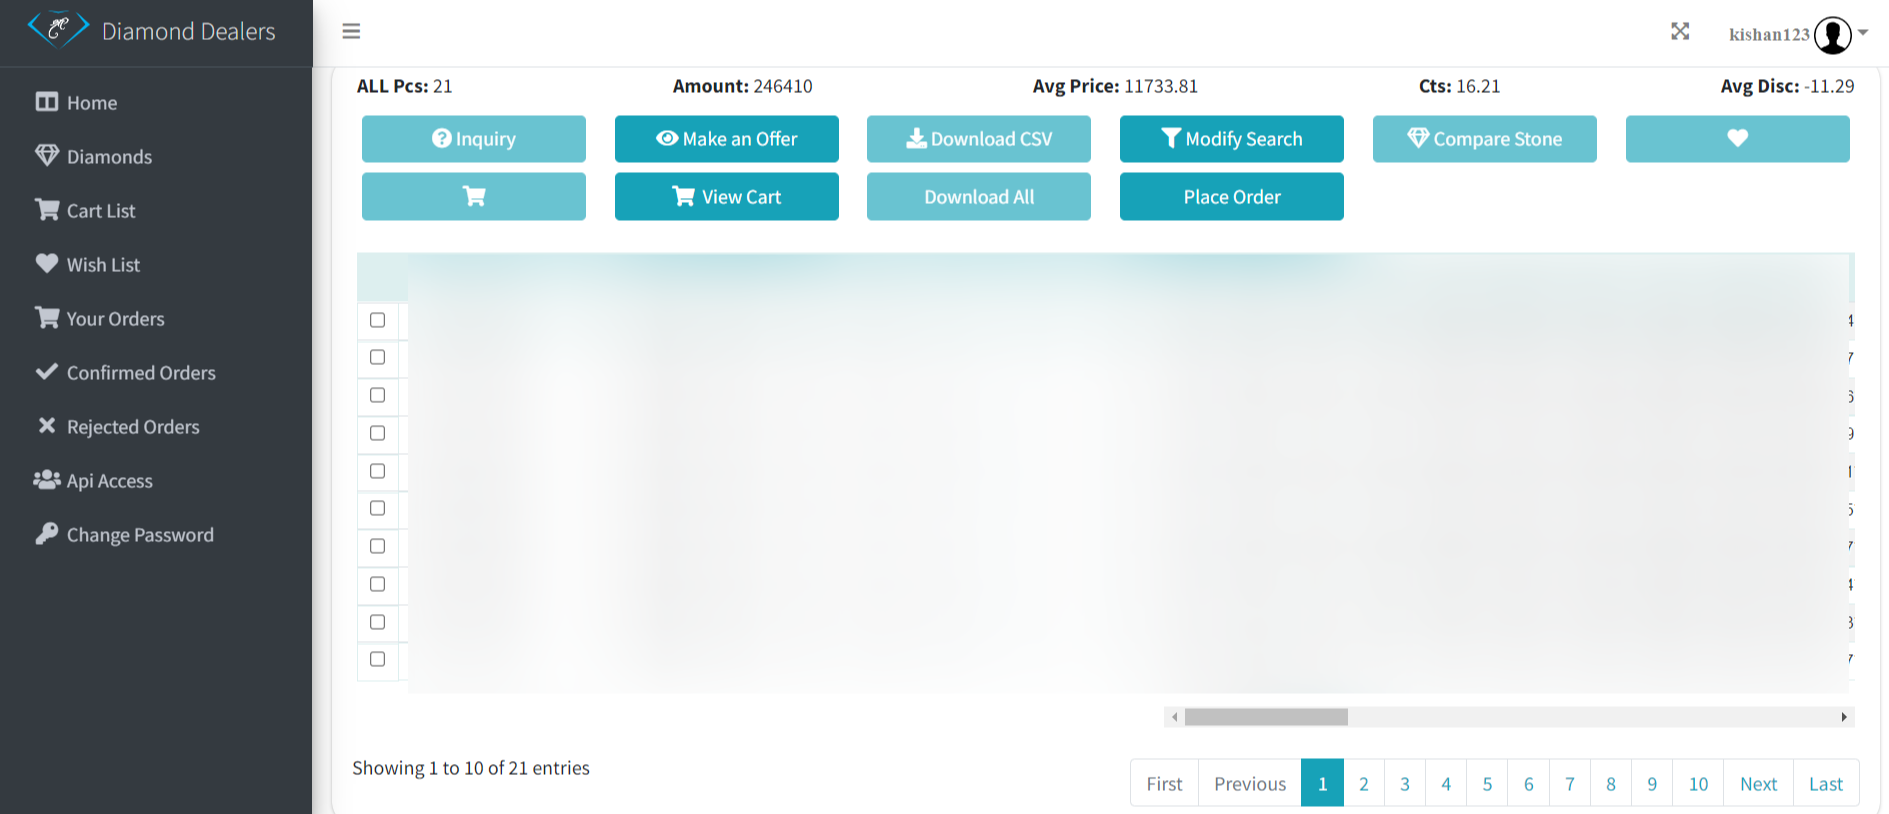 Diamond Dealers
kishan123
Home
Diamonds
Cart List
Wish List
Your Orders
Confirmed Orders
Rejected Orders
Api Access
Change Password
ALL Pcs: 21 Amount: 246410 Avg Price: 11733.81 Cts: 16.21 Avg Disc: -11.29
Inquiry Make an Offer Download CSV Modify Search Compare Stone
View Cart Download All Place Order
Showing 1 to 10 of 21 entries
First Previous 1 2 3 4 5 6 7 8 9 10 Next Last